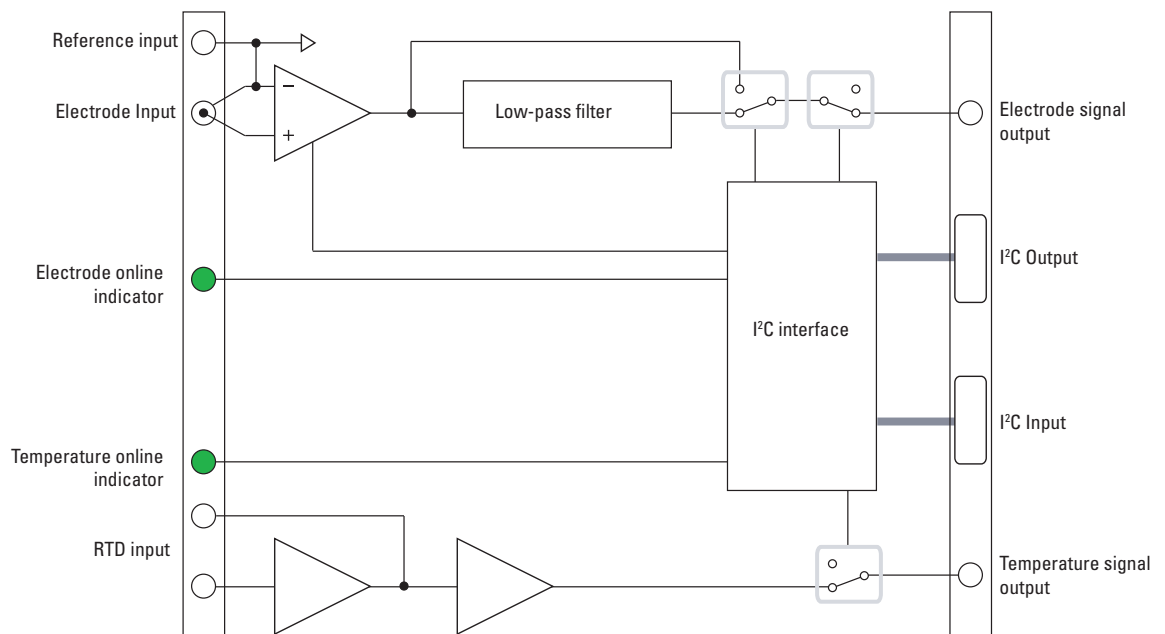 Reference input
Electrode Input
−
+
Low-pass filter
Electrode signal
output
Electrode online
indicator
I²C Output
I²C interface
I²C Input
Temperature online
indicator
RTD input
Temperature signal
output